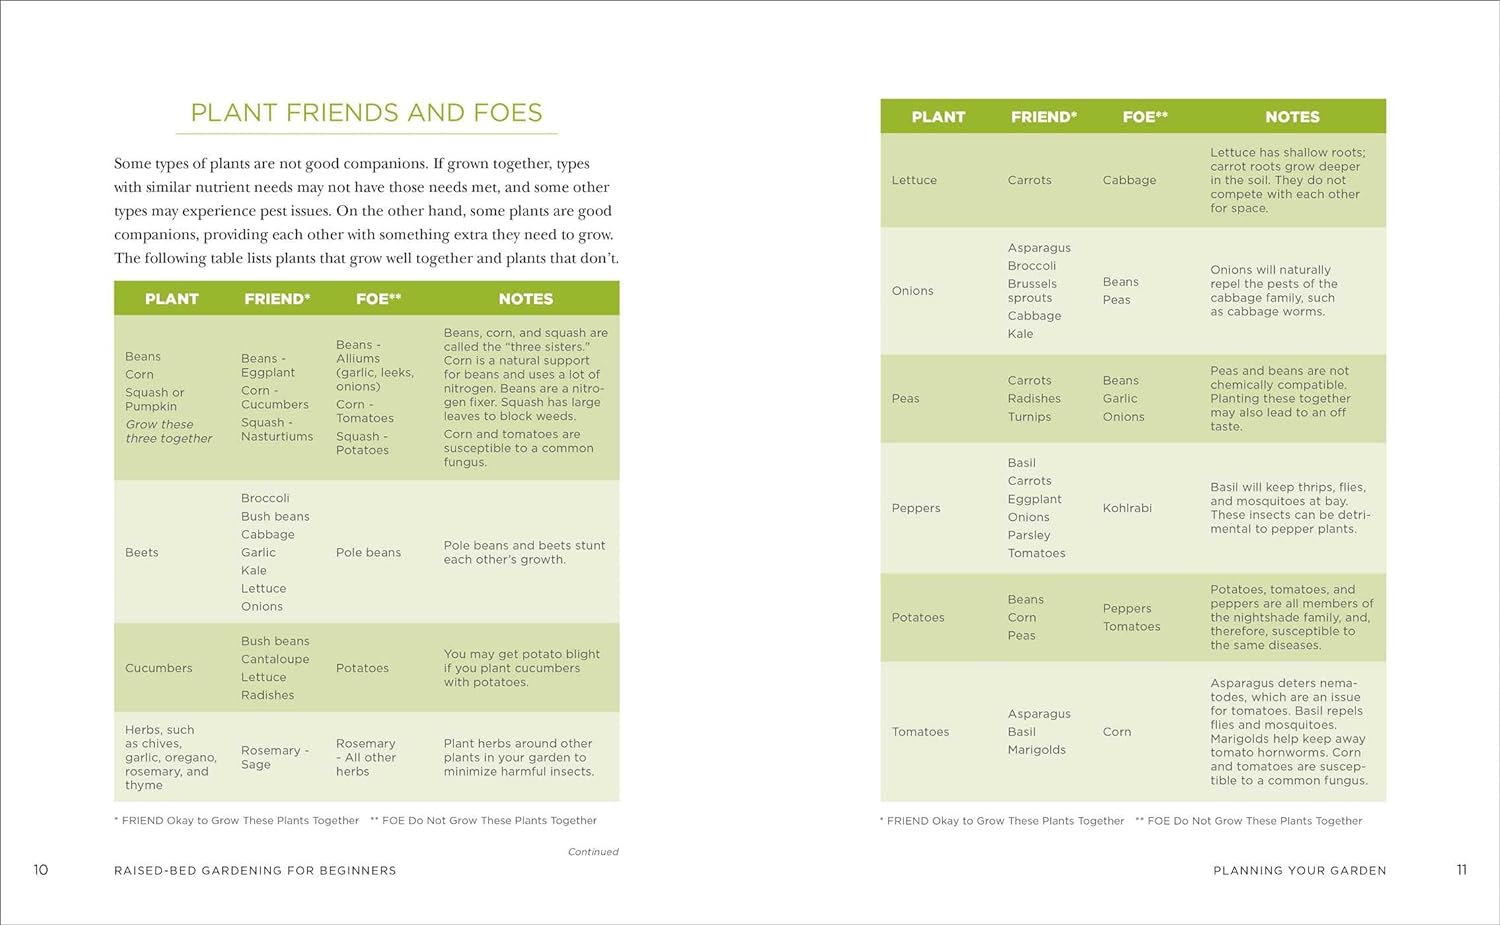 PLANT FRIENDS AND FOES
Some types of plants are not good companions. If grown together, types
with similar nutrient needs may not have those needs met, and some other
types may experience pest issues. On the other hand, some plants are good
companions, providing each other with something extra they need to grow.
The following table lists plants that grow well together and plants that don't.
PLANT FRIEND* FOE** NOTES
Beans
Corn
Squash or
Pumpkin
Grow these
three together
Beans -
Eggplant
Corn -
Cucumbers
Squash -
Nasturtiums
Beans -
Alliums
(garlic, leeks,
onions)
Corn -
Tomatoes
Squash -
Potatoes
Beans, corn, and squash are
called the "three sisters."
Corn is a natural support
for beans and uses a lot of
nitrogen. Beans are a nitro-
gen fixer. Squash has large
leaves to block weeds.
Corn and tomatoes are
susceptible to a common
fungus.
Beets
Broccoli
Bush beans
Cabbage
Garlic
Kale
Lettuce
Onions
Pole beans
Pole beans and beets stunt
each other's growth.
Cucumbers
Bush beans
Cantaloupe
Lettuce
Radishes
Potatoes
You may get potato blight
if you plant cucumbers
with potatoes.
Herbs, such
as chives,
garlic, oregano,
rosemary, and
thyme
Rosemary -
Sage
Rosemary
- All other
herbs
Plant herbs around other
plants in your garden to
minimize harmful insects.
* FRIEND Okay to Grow These Plants Together ** FOE Do Not Grow These Plants Together
Continued
10 RAISED-BED GARDENING FOR BEGINNERS
PLANT FRIEND* FOE** NOTES
Lettuce
Carrots
Cabbage
Lettuce has shallow roots;
carrot roots grow deeper
in the soil. They do not
compete with each other
for space.
Onions
Asparagus
Broccoli
Brussels
sprouts
Cabbage
Kale
Beans
Peas
Onions will naturally
repel the pests of the
cabbage family, such
as cabbage worms.
Peas
Carrots
Radishes
Turnips
Beans
Garlic
Onions
Peas and beans are not
chemically compatible.
Planting these together
may also lead to an off
taste.
Peppers
Basil
Carrots
Eggplant
Onions
Parsley
Tomatoes
Kohlrabi
Basil will keep thrips, flies,
and mosquitoes at bay.
These insects can be detri-
mental to pepper plants.
Potatoes
Beans
Corn
Peas
Peppers
Tomatoes
Potatoes, tomatoes, and
peppers are all members of
the nightshade family, and,
therefore, susceptible to
the same diseases.
Tomatoes
Asparagus
Basil
Marigolds
Corn
Asparagus deters nema-
todes, which are an issue
for tomatoes. Basil repels
flies and mosquitoes.
Marigolds help keep away
tomato hornworms. Corn
and tomatoes are suscep-
tible to a common fungus.
* FRIEND Okay to Grow These Plants Together ** FOE Do Not Grow These Plants Together
PLANNING YOUR GARDEN 11